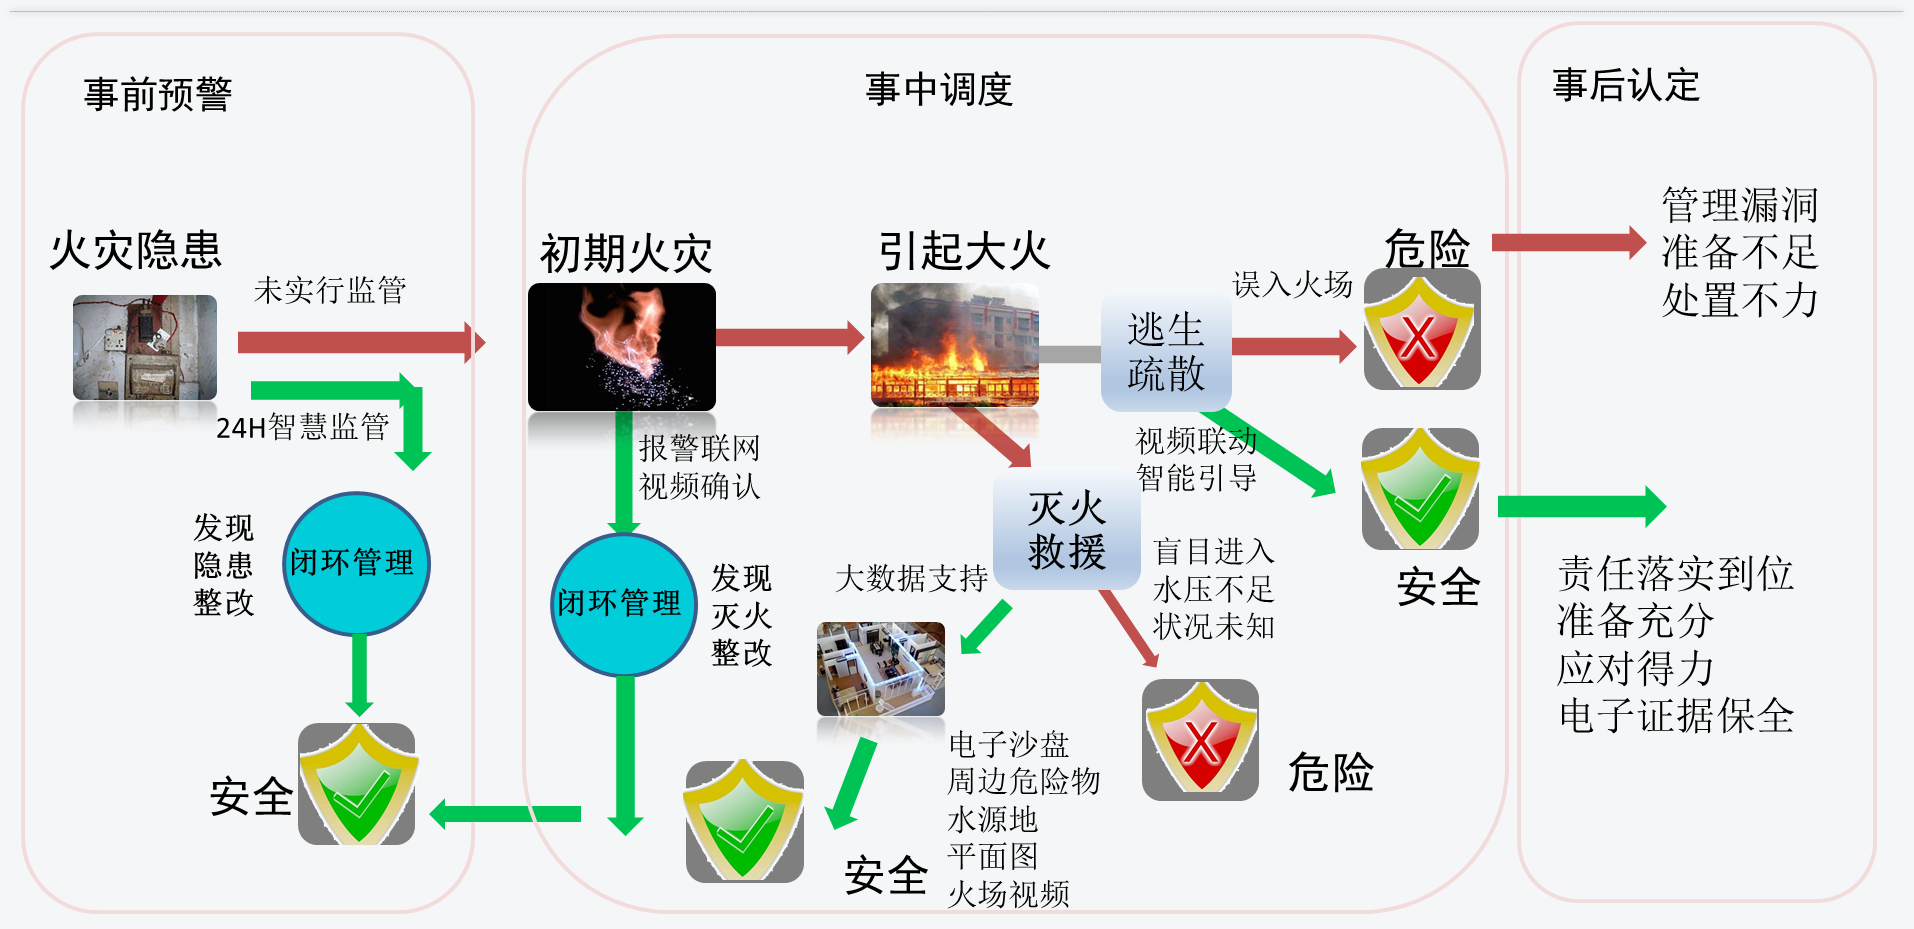 事前预警
事中调度
事后认定
火灾隐患
未实行监管
24H智慧监管
发现
隐患
整改
闭环管理
安全
初期火灾
报警联网
视频确认
闭环管理
发现
灭火
整改
引起大火
逃生
疏散
误入火场
危险
X
视频联动
智能引导
安全
灭火
救援
大数据支持
盲目进入
水压不足
状况未知
X
危险
电子沙盘
周边危险物
水源地
平面图
火场视频
安全
管理漏洞
准备不足
处置不力
责任落实到位
准备充分
应对得力
电子证据保全